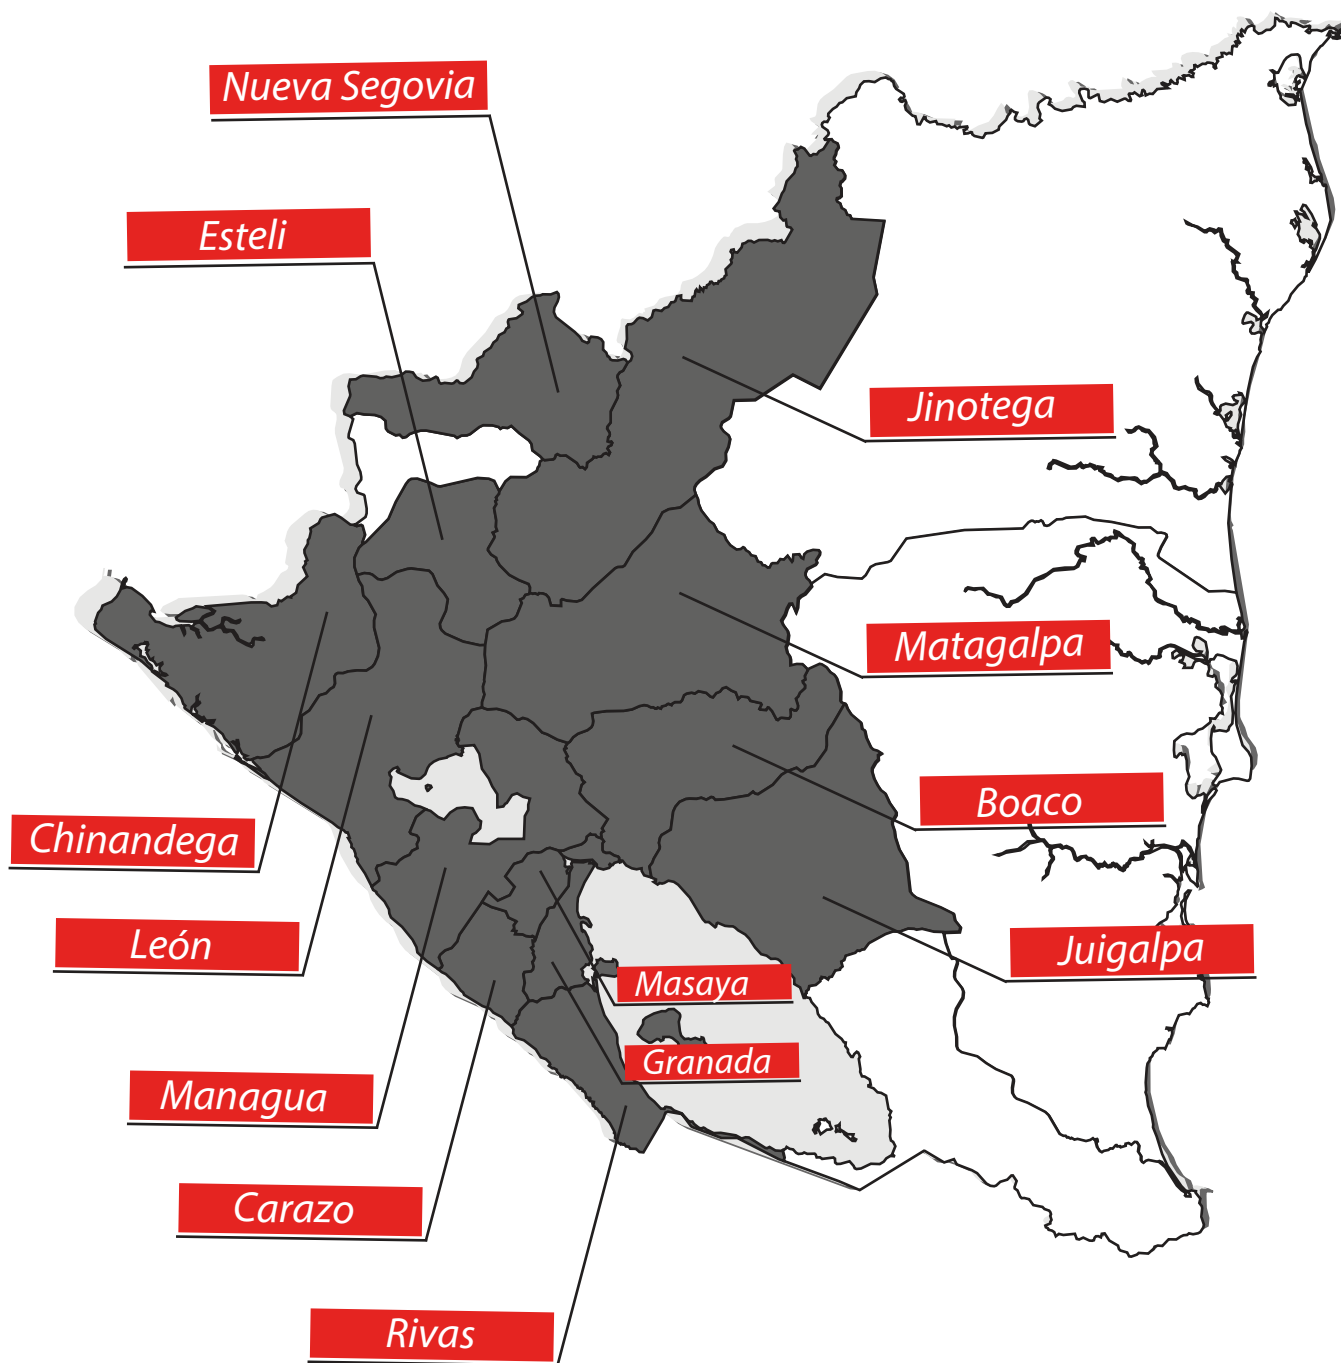 Nueva Segovia
Esteli
Jinotega
Matagalpa
Boaco
Chinandega
León
Juigalpa
Masaya
Granada
Managua
Carazo
Rivas